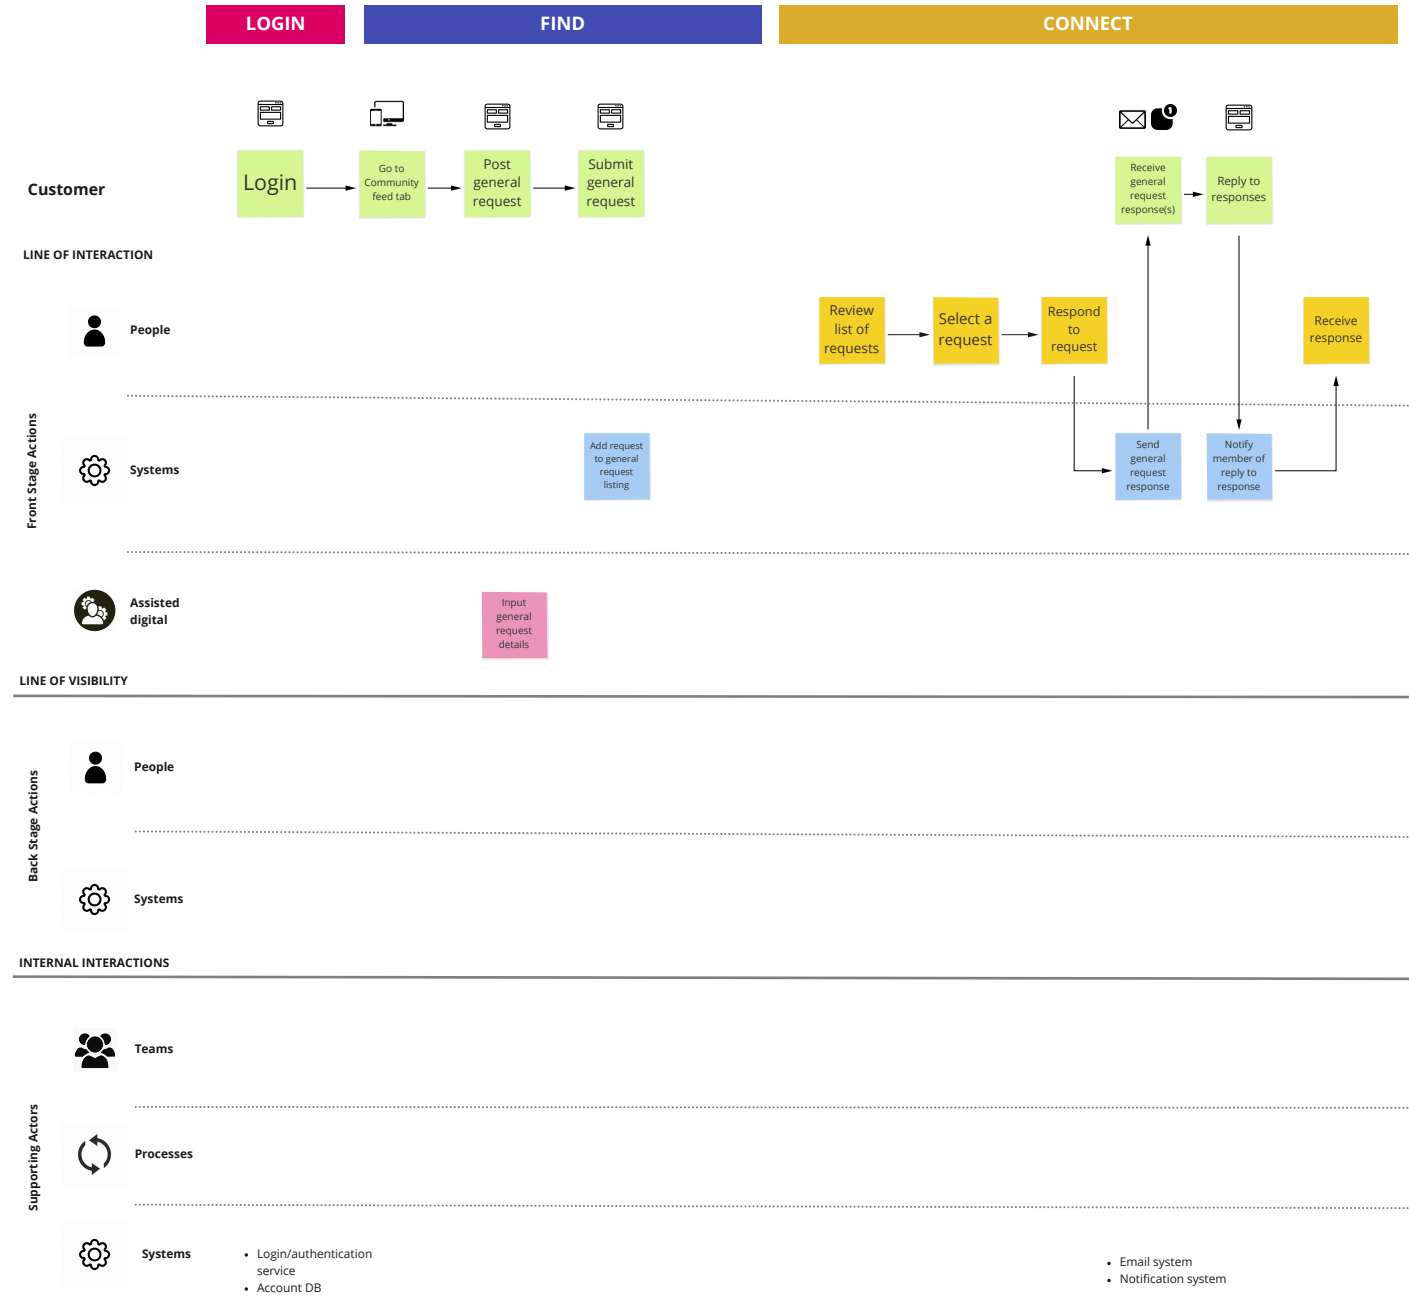 LOGIN
FIND
CONNECT
1
Customer
Login
Go to
Community
feed tab
Post
general
request
Submit
general
request
Receive
general
request
response(s)
Reply to
responses
LINE OF INTERACTION
People
Review
list of
requests
Select a
request
Respond
to
request
Receive
response
Front Stage Actions
Systems
Add request
to general
request
listing
Send
general
request
response
Notify
member of
reply to
response
Assisted
digital
Input
general
request
details
LINE OF VISIBILITY
Back Stage Actions
People
Systems
INTERNAL INTERACTIONS
Supporting Actors
Teams
Processes
Systems
• Login/authentication
service
• Account DB
• Email system
• Notification system